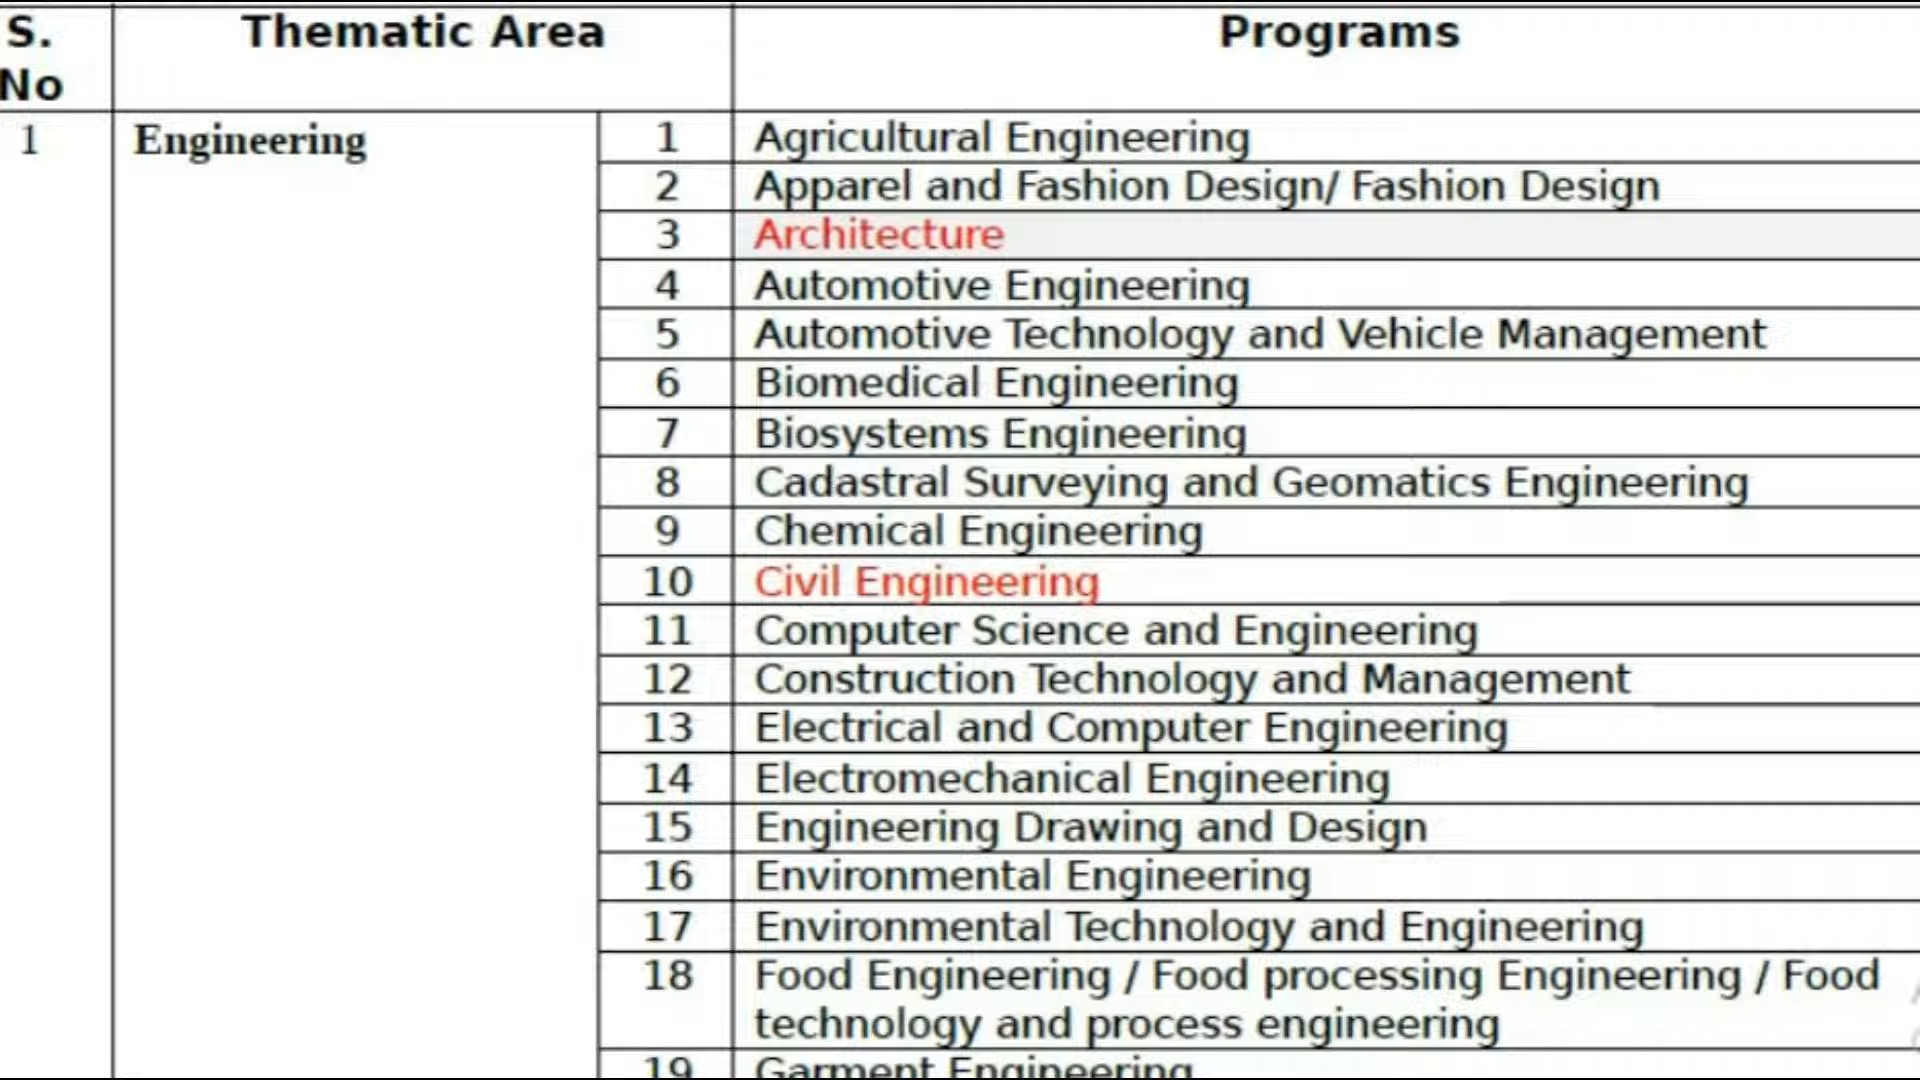 S. No Thematic Area Programs
1 Engineering 1 Agricultural Engineering
2 Apparel and Fashion Design/ Fashion Design
3 Architecture
4 Automotive Engineering
5 Automotive Technology and Vehicle Management
6 Biomedical Engineering
7 Biosystems Engineering
8 Cadastral Surveying and Geomatics Engineering
9 Chemical Engineering
10 Civil Engineering
11 Computer Science and Engineering
12 Construction Technology and Management
13 Electrical and Computer Engineering
14 Electromechanical Engineering
15 Engineering Drawing and Design
16 Environmental Engineering
17 Environmental Technology and Engineering
18 Food Engineering / Food processing Engineering / Food
technology and process engineering
19 Garment Engineering